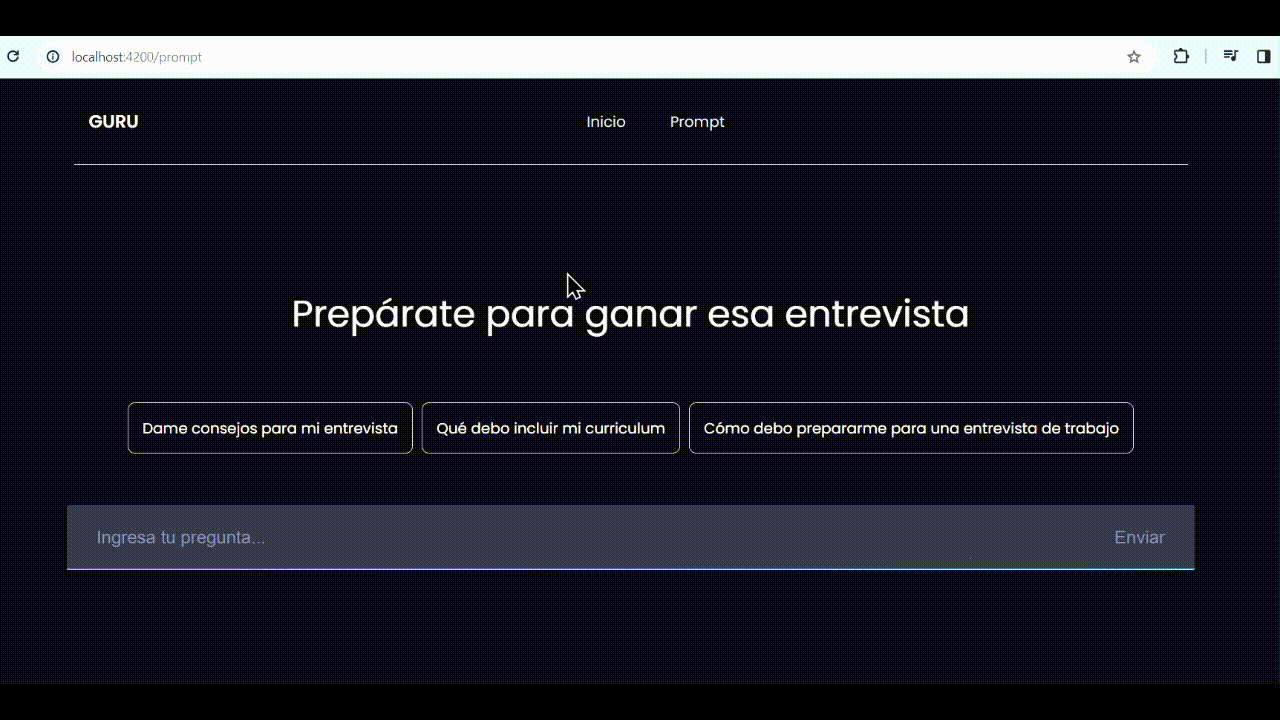 localhost:4200/prompt
GURU Inicio Prompt
Prepárate para ganar esa entrevista
Dame consejos para mi entrevista Qué debo incluir mi curriculum Cómo debo prepararme para una entrevista de trabajo
Ingresa tu pregunta... Enviar